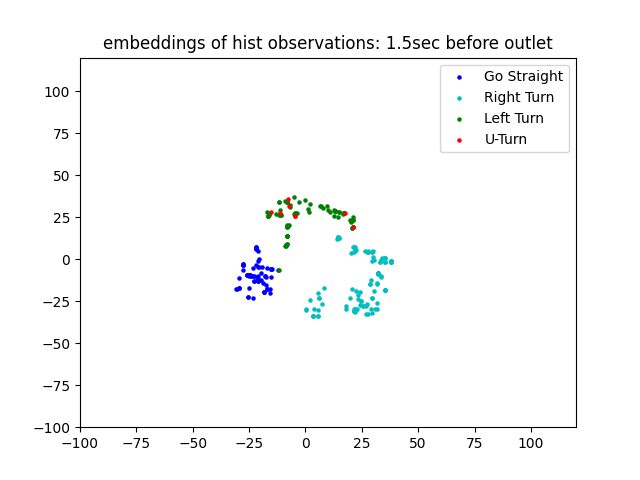 embeddings of hist observations: 1.5sec before outlet
Go Straight
Right Turn
Left Turn
U-Turn
100
75
50
25
0
−25
−50
−75
−100
−100 −75 −50 −25 0 25 50 75 100